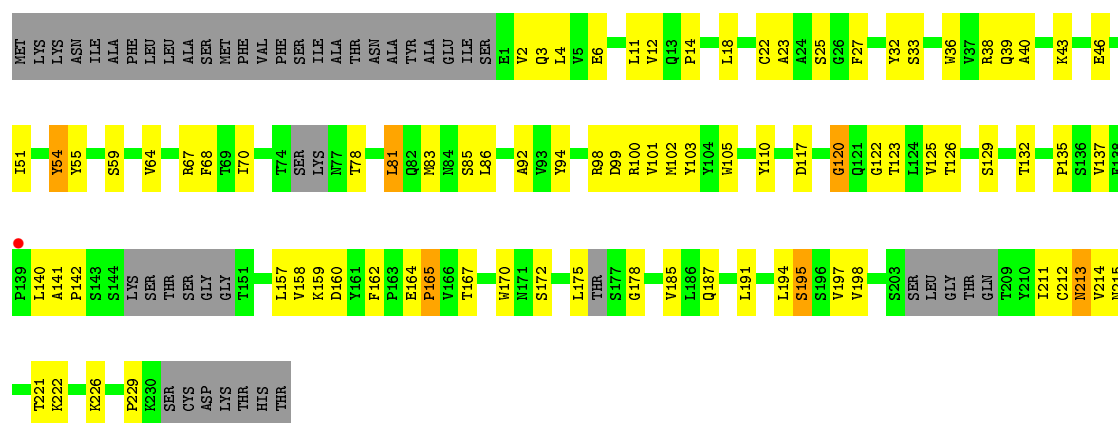 MET LYS LYS ASN ILE ALA PHE LEU LEU ALA SER MET PHE VAL PHE SER ILE ALA THR ASN ALA TYR ALA GLU ILE SER E1 V2 Q3 L4 V5 E6 L11 V12 Q13 P14 L18 C22 A23 A24 S25 G26 F27 Y32 S33 W36 V37 R38 Q39 A40 K43 E46
I51 Y54 Y55 S59 V64 R67 F68 T69 I70 T74 SER LYS N77 T78 L81 Q82 M83 N84 S85 L86 A92 V93 Y94 R98 D99 R100 V101 M102 Y103 Y104 W105 Y110 D117 G120 Q121 G122 T123 L124 V125 T126 S129 T132 P135 S136 V137 F138
P139 L140 A141 P142 S143 S144 LYS SER THR SER GLY GLY T151 L157 V158 K159 D160 Y161 F162 P163 E164 P165 V166 T167 W170 N171 S172 L175 THR S177 G178 V185 L186 Q187 L191 L194 S195 S196 V197 V198 S203 SER LEU GLY THR GLN T209 Y210 I211 C212 N213 V214 N215
T221 K222 K226 P229 K230 SER CYS ASP LYS THR HIS THR